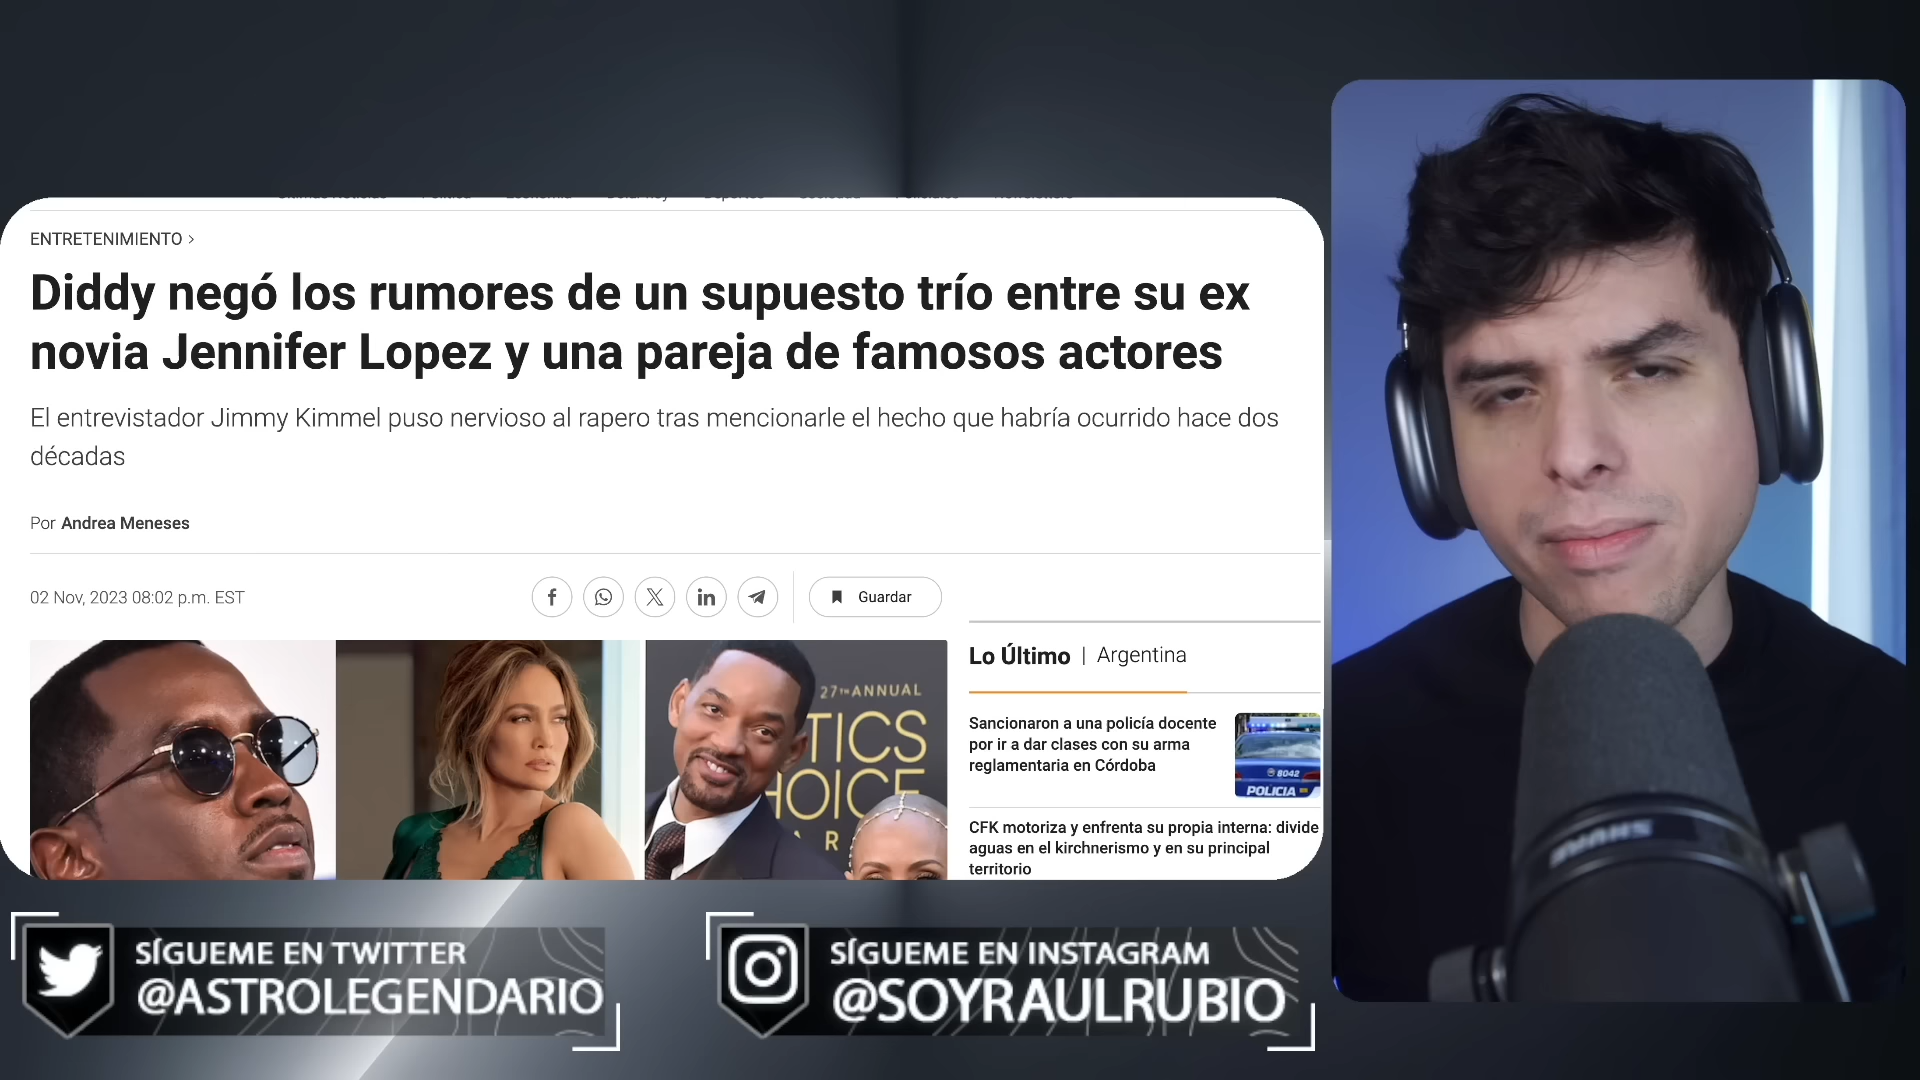 ENTRETENIMIENTO >
Diddy negó los rumores de un supuesto trío entre su ex
novia Jennifer Lopez y una pareja de famosos actores
El entrevistador Jimmy Kimmel puso nervioso al rapero tras mencionarle el hecho que habría ocurrido hace dos
décadas
Por Andrea Meneses
02 Nov, 2023 08:02 p.m. EST
Guardar
27TH ANNUAL
TICS
HOICE
A R
Lo Último | Argentina
Sancionaron a una policía docente
por ir a dar clases con su arma
reglamentaria en Córdoba
8042
POLICIA
CFK motoriza y enfrenta su propia interna: divide
aguas en el kirchnerismo y en su principal
territorio
SÍGUEME EN TWITTER
@ASTROLEGENDARIO
SÍGUEME EN INSTAGRAM
@SOYRAULRUBIO
SHURE